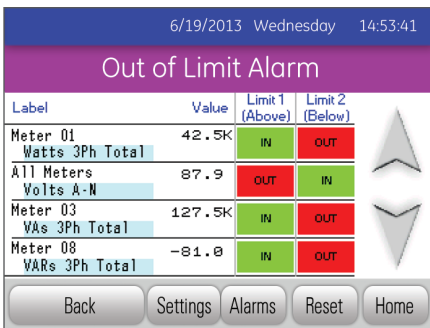 6/19/2013 Wednesday 14:53:41
Out of Limit Alarm
Label Value Limit 1 (Above) Limit 2 (Below)
Meter 01 42.5K IN OUT
Watts 3Ph Total
All Meters 87.9 OUT IN
Volts A-N
Meter 03 127.5K IN OUT
VAs 3Ph Total
Meter 08 -81.0 IN OUT
VARs 3Ph Total
Back Settings Alarms Reset Home